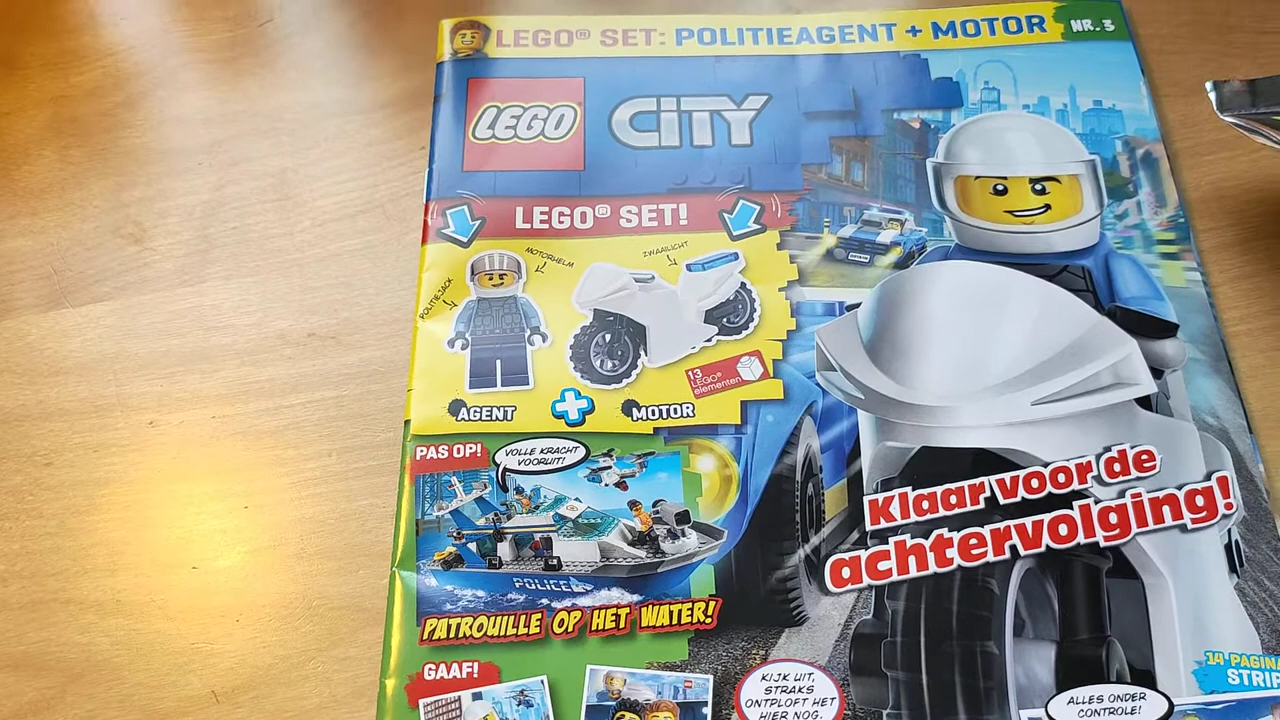 LEGO® SET: POLITIEAGENT + MOTOR
NR. 3
LEGO CITY
LEGO® SET!
POLITIEJACK
MOTORHELM
ZWAAILICHT
13
LEGO®
elementen
AGENT
MOTOR
PAS OP!
VOLLE KRACHT
VOORUIT!
POLICE
PATROUILLE OP HET WATER!
Klaar voor de
achtervolging!
GAAF!
KIJK UIT,
STRAKS
ONTPLOFT HET
HIER NOG.
ALLES ONDER
CONTROLE!
14 PAGINA
STRIP